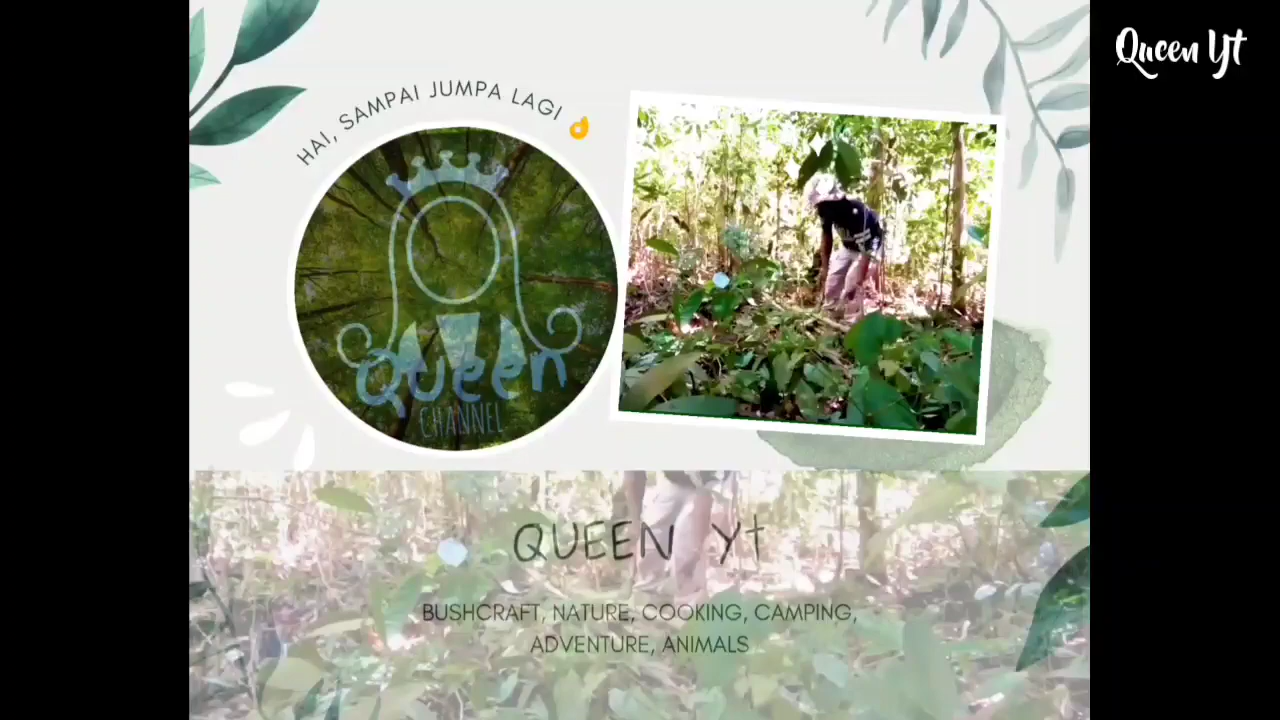 Queen Yt
HAI, SAMPAI JUMPA LAGI 👌
Queen
CHANNEL
QUEEN Yt
BUSHCRAFT, NATURE, COOKING, CAMPING,
ADVENTURE, ANIMALS